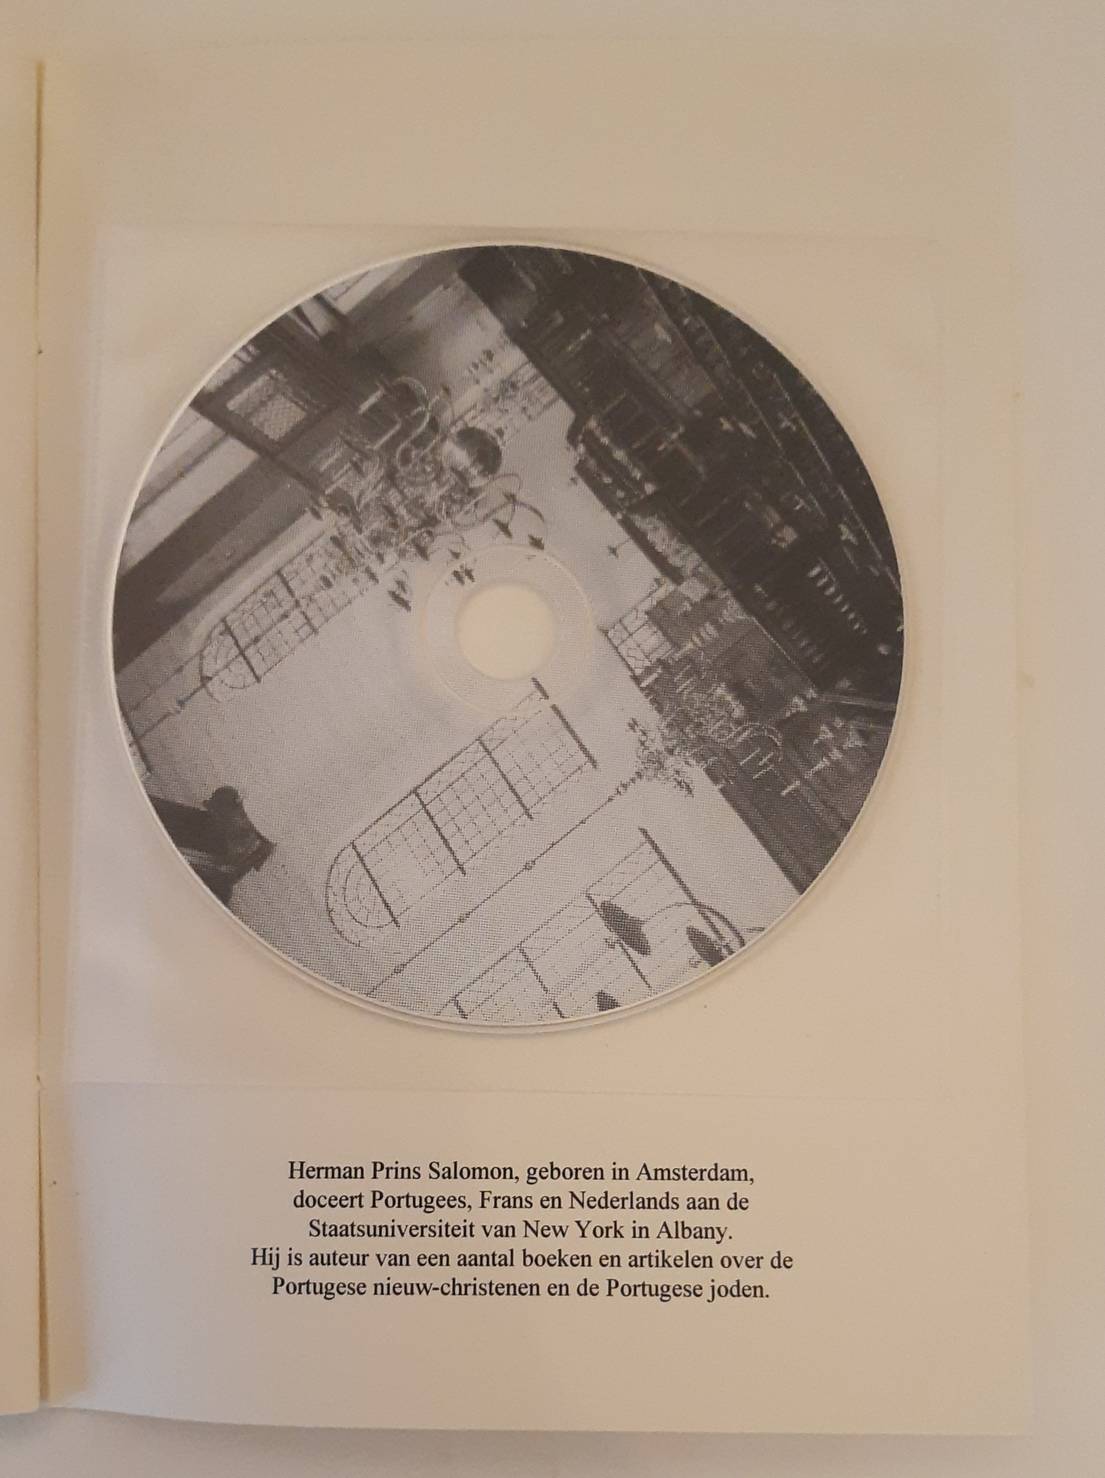 Herman Prins Salomon, geboren in Amsterdam,
doceert Portugees, Frans en Nederlands aan de
Staatsuniversiteit van New York in Albany.
Hij is auteur van een aantal boeken en artikelen over de
Portugese nieuw-christenen en de Portugese joden.